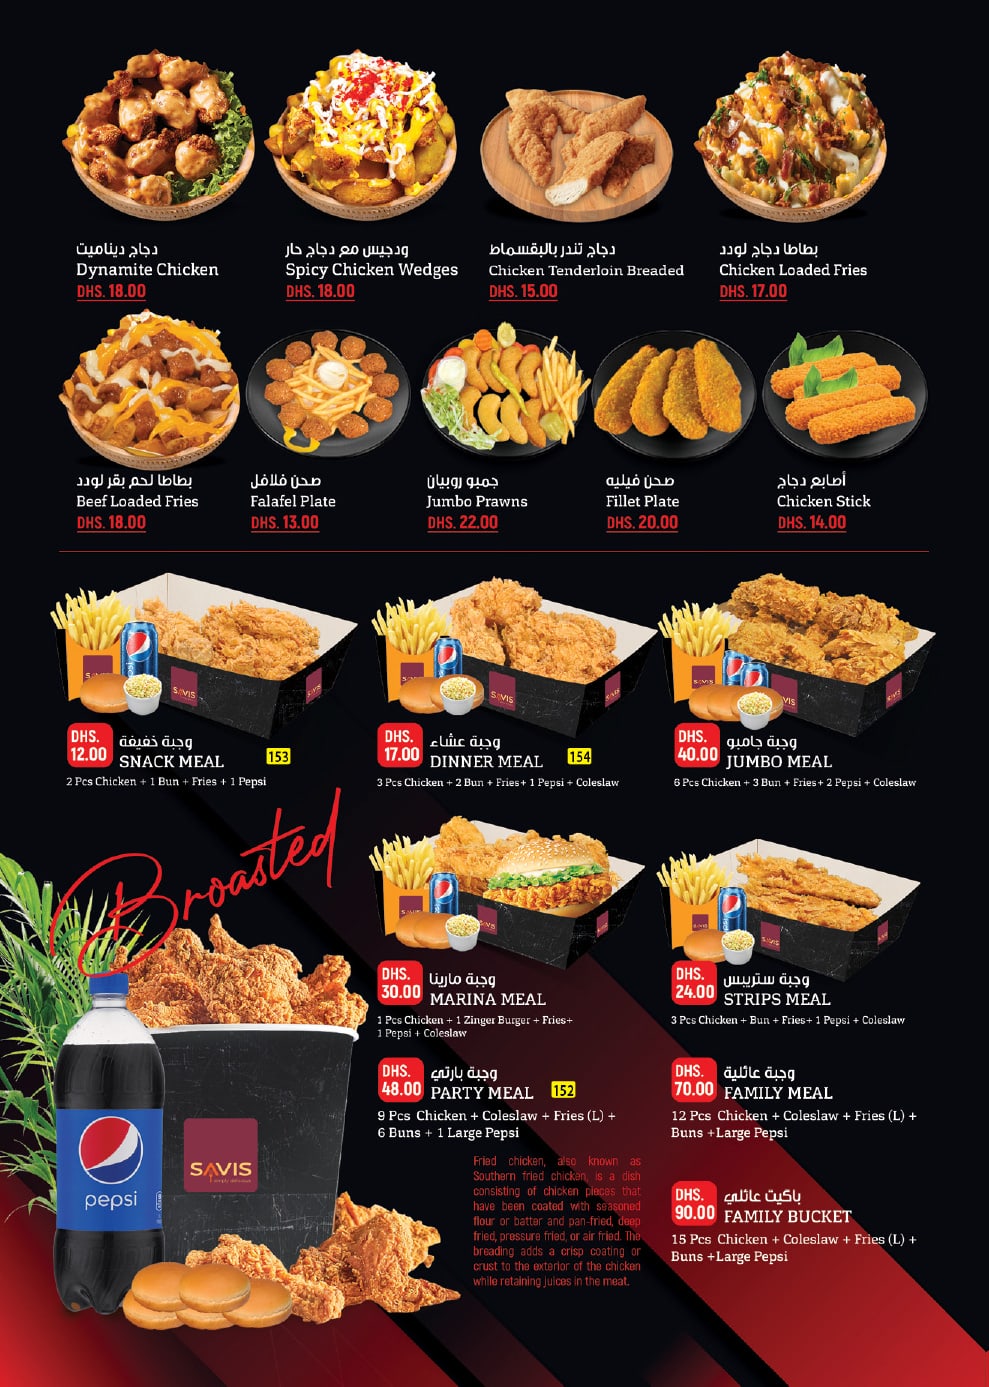 دجاج ديناميت
Dynamite Chicken
DHS. 18.00
ودجيس مع دجاج حار
Spicy Chicken Wedges
DHS. 18.00
دجاج تندر بالبقسماط
Chicken Tenderloin Breaded
DHS. 15.00
بطاطا دجاج لودد
Chicken Loaded Fries
DHS. 17.00
بطاطا لحم بقر لودد
Beef Loaded Fries
DHS. 18.00
صحن فلافل
Falafel Plate
DHS. 13.00
جمبو روبيان
Jumbo Prawns
DHS. 22.00
صحن فيليه
Fillet Plate
DHS. 20.00
أصابع دجاج
Chicken Stick
DHS. 14.00
SAVIS
SAVIS
SAVIS
DHS.
12.00
وجبة خفيفة
SNACK MEAL
153
2 Pcs Chicken + 1 Bun + Fries + 1 Pepsi
DHS.
17.00
وجبة عشاء
DINNER MEAL
154
3 Pcs Chicken + 2 Bun + Fries+ 1 Pepsi + Coleslaw
DHS.
40.00
وجبة جامبو
JUMBO MEAL
6 Pcs Chicken + 3 Bun + Fries+ 2 Pepsi + Coleslaw
Broasted
DHS.
30.00
وجبة مارينا
MARINA MEAL
1 Pcs Chicken + 1 Zinger Burger + Fries+
1 Pepsi + Coleslaw
DHS.
24.00
وجبة ستريبس
STRIPS MEAL
3 Pcs Chicken + Bun + Fries+ 1 Pepsi + Coleslaw
DHS.
48.00
وجبة بارتي
PARTY MEAL
152
9 Pcs Chicken + Coleslaw + Fries (L) +
6 Buns + 1 Large Pepsi
DHS.
70.00
وجبة عائلية
FAMILY MEAL
12 Pcs Chicken + Coleslaw + Fries (L) +
Buns +Large Pepsi
Fried chicken, also known as
Southern fried chicken, is a dish
consisting of chicken pieces that
have been coated with seasoned
flour or batter and pan-fried, deep
fried, pressure fried, or air fried. The
breading adds a crisp coating or
crust to the exterior of the chicken
while retaining juices in the meat.
DHS.
90.00
باكيت عائلي
FAMILY BUCKET
15 Pcs Chicken + Coleslaw + Fries (L) +
Buns +Large Pepsi
SAVIS
simply delicious
pepsi